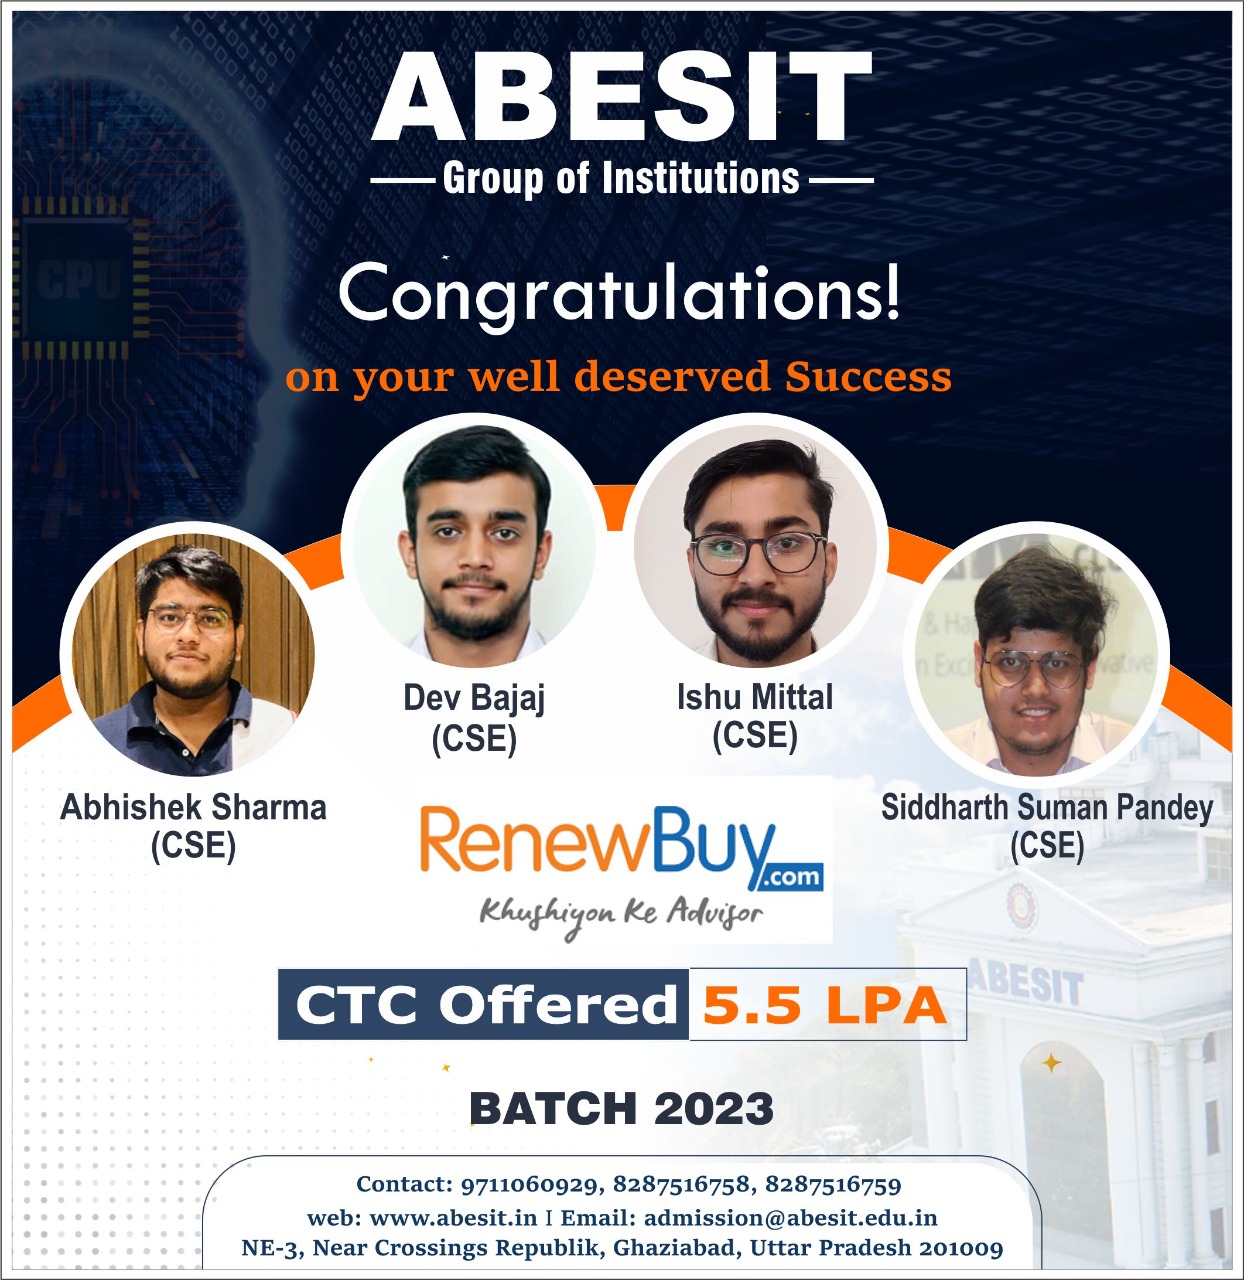 ABESIT
Group of Institutions
CPU
Congratulations!
on your well deserved Success
Dev Bajaj
(CSE)
Ishu Mittal
(CSE)
Abhishek Sharma
(CSE)
Siddharth Suman Pandey
(CSE)
RenewBuy
.com
Khushiyon Ke Advisor
ABESIT
CTC Offered 5.5 LPA
BATCH 2023
Contact: 9711060929, 8287516758, 8287516759
web: www.abesit.in I Email: admission@abesit.edu.in
NE-3, Near Crossings Republik, Ghaziabad, Uttar Pradesh 201009